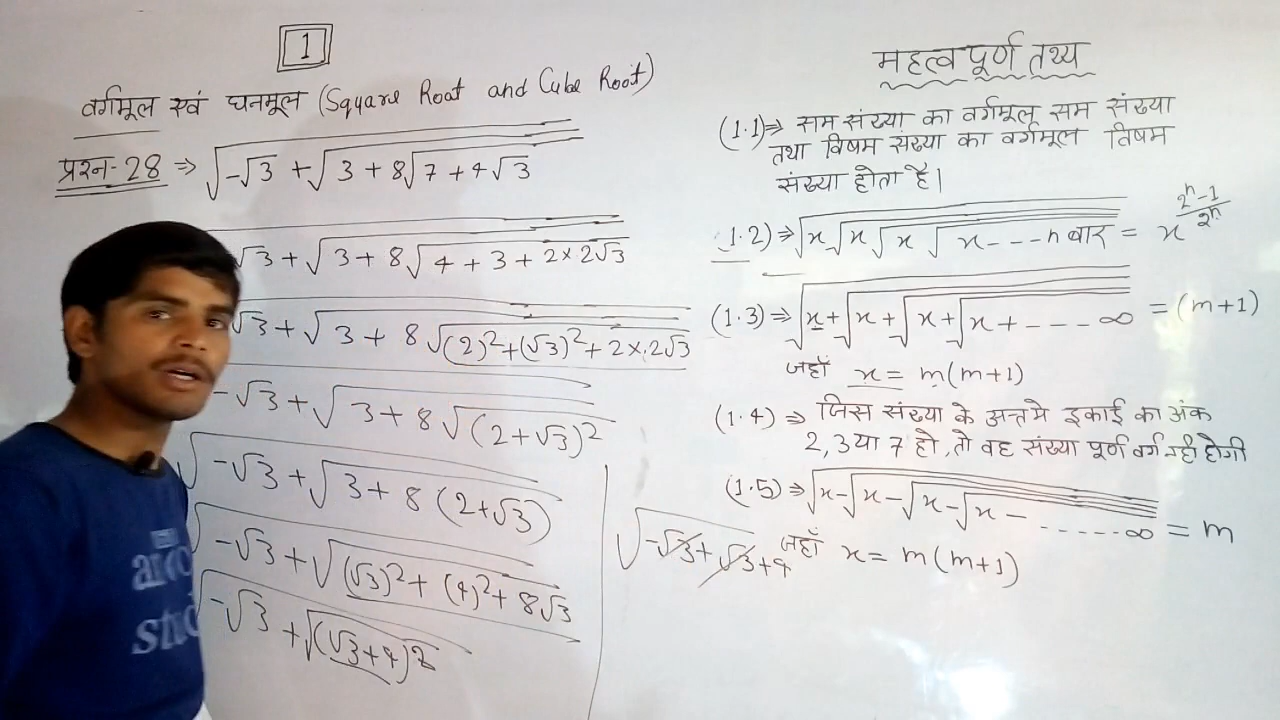 1
वर्गमूल एवं घनमूल (Square Root and Cube Root)
प्रश्न-28 ⇒ √(-√3 + √(3 + 8√(7 + 4√3)))
√3 + √(3 + 8√(4 + 3 + 2×2√3))
√3 + √(3 + 8√((2)² + (√3)² + 2×2√3))
-√3 + √(3 + 8√(2+√3)²)
√(-√3 + √(3 + 8(2+√3)))
√(-√3 + √((√3)² + (4)² + 8√3))
√(-√3 + √(√3+4)²)
√(-√3 + √3 + 4)
महत्वपूर्ण तथ्य
(1.1) ⇒ सम संख्या का वर्गमूल सम संख्या
तथा विषम संख्या का वर्गमूल विषम
संख्या होता है।
(1.2) ⇒ √(x√(x√(x√(x---n बार)))) = x^((2ⁿ-1)/2ⁿ)
(1.3) ⇒ √(x+√(x+√(x+√(x+---∞)))) = (m+1)
जहाँ x = m(m+1)
(1.4) ⇒ जिस संख्या के अन्त मे इकाई का अंक
2, 3 या 7 हो, तो वह संख्या पूर्ण वर्ग नही होगी
(1.5) ⇒ √(x-√(x-√(x-√(x-.....∞)))) = m
जहाँ x = m(m+1)